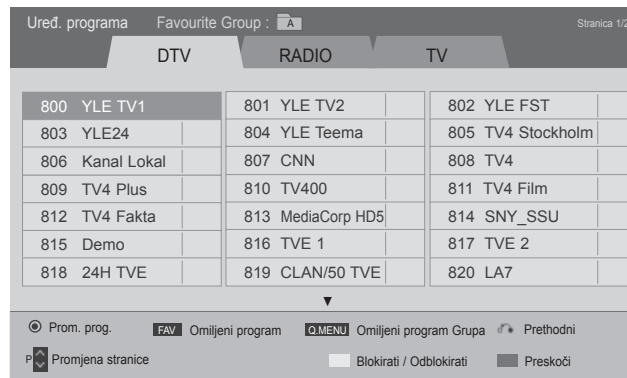 Uređ. programa Favourite Group : A Stranica 1/2
DTV RADIO TV
800 YLE TV1 801 YLE TV2 802 YLE FST
803 YLE24 804 YLE Teema 805 TV4 Stockholm
806 Kanal Lokal 807 CNN 808 TV4
809 TV4 Plus 810 TV400 811 TV4 Film
812 TV4 Fakta 813 MediaCorp HD5 814 SNY_SSU
815 Demo 816 TVE 1 817 TVE 2
818 24H TVE 819 CLAN/50 TVE 820 LA7
Prom. prog. FAV Omiljeni program Q.MENU Omiljeni program Grupa Prethodni
P Promjena stranice Blokirati / Odblokirati Preskoči